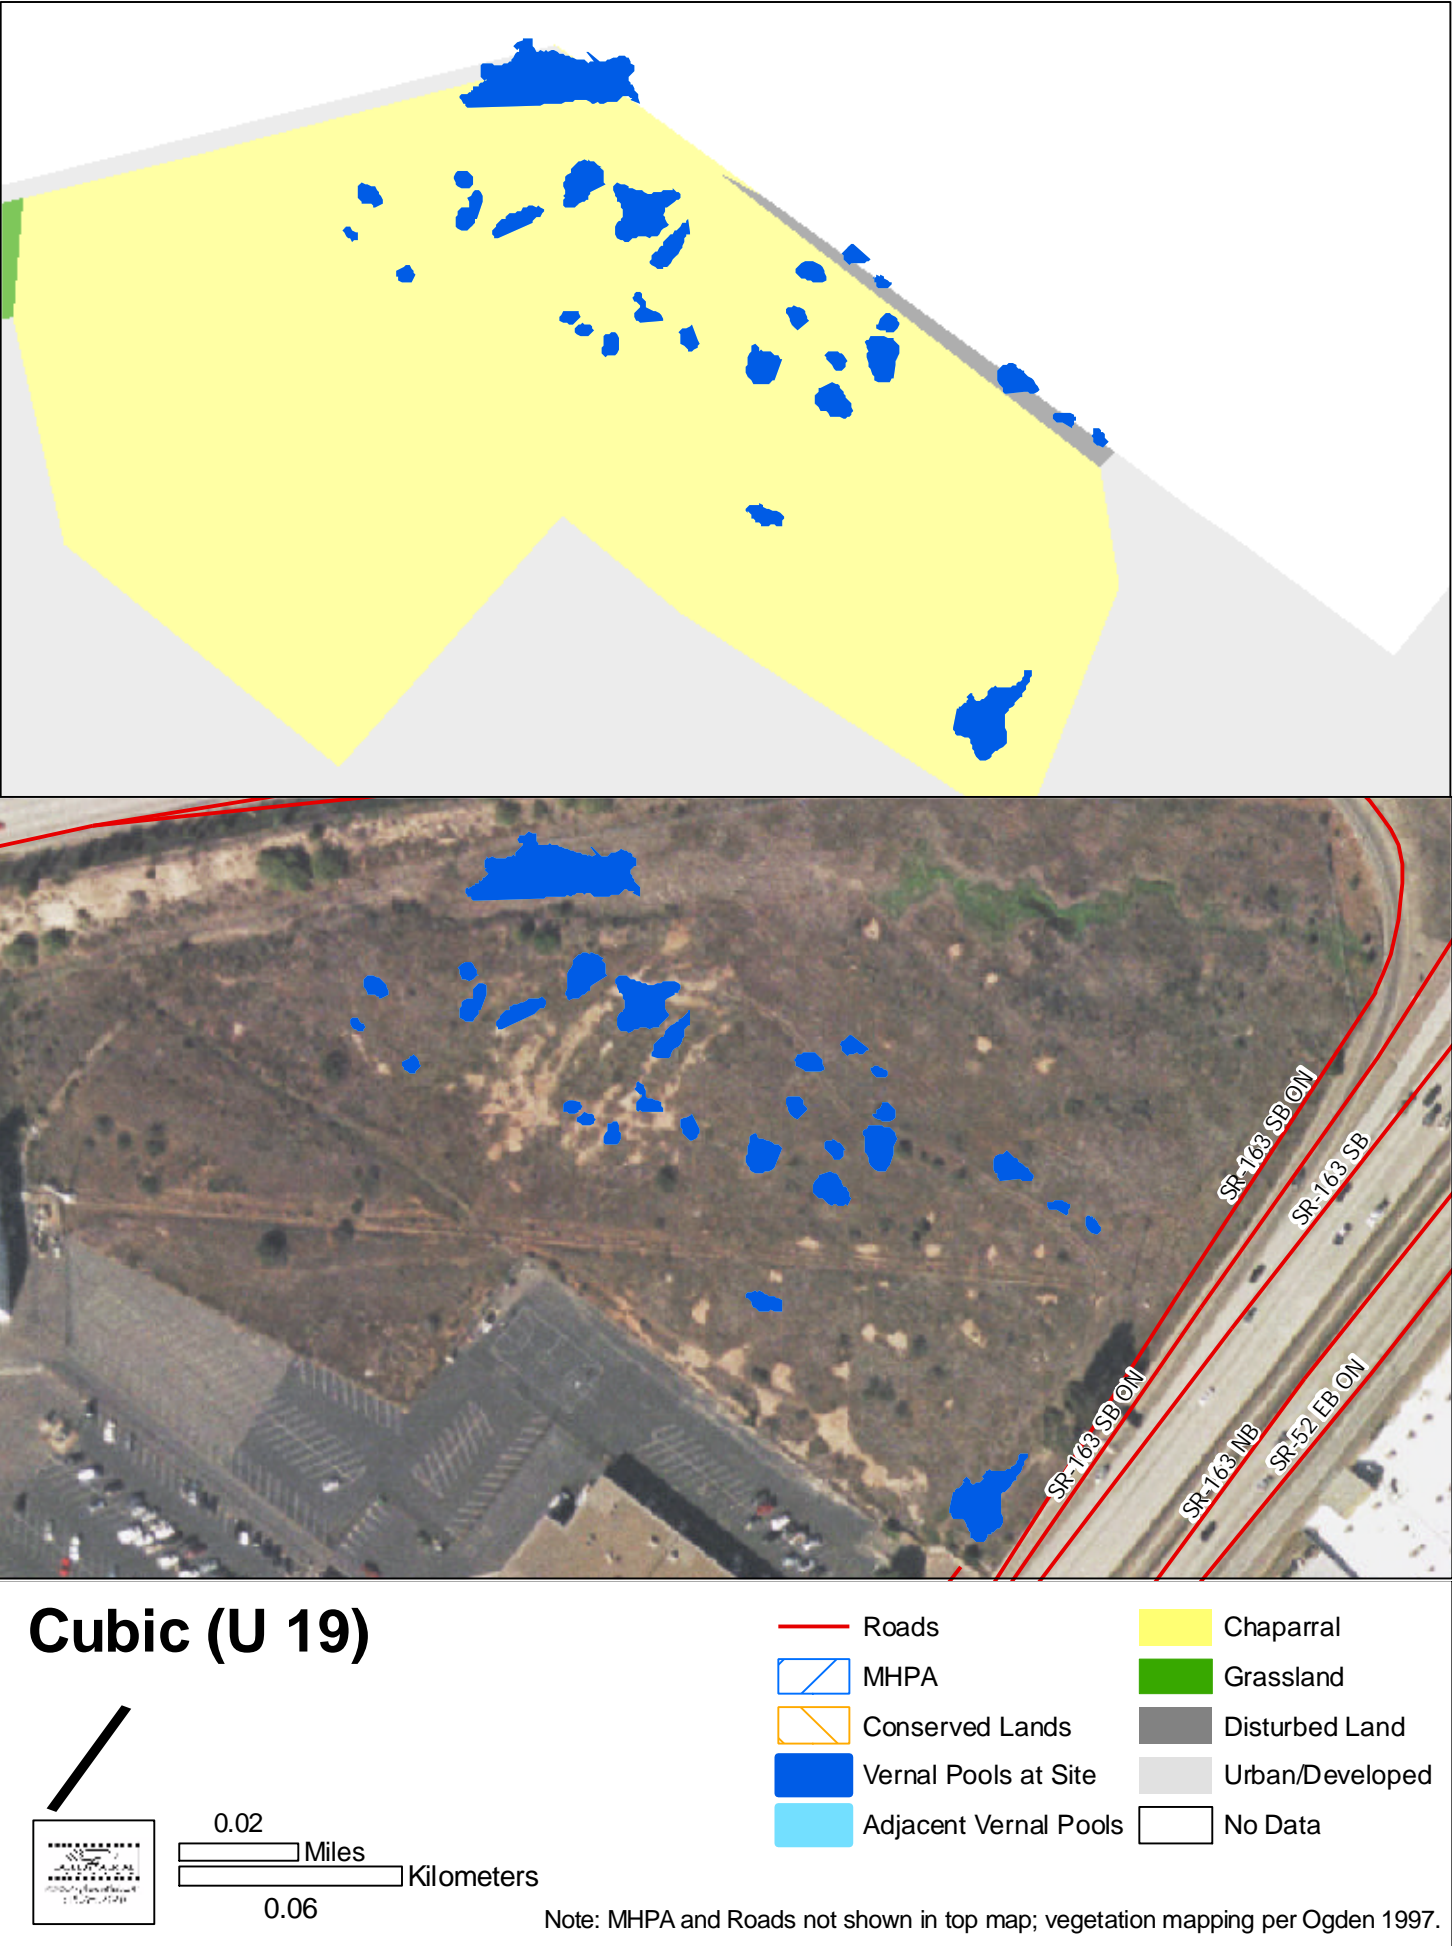 SR-163 SB ON
SR-163 SB
SR-163 SB ON
SR-163 NB
SR-52 EB ON
Cubic (U 19)
Roads
MHPA
Conserved Lands
Vernal Pools at Site
Adjacent Vernal Pools
Chaparral
Grassland
Disturbed Land
Urban/Developed
No Data
0.02
Miles
Kilometers
0.06
Note: MHPA and Roads not shown in top map; vegetation mapping per Ogden 1997.